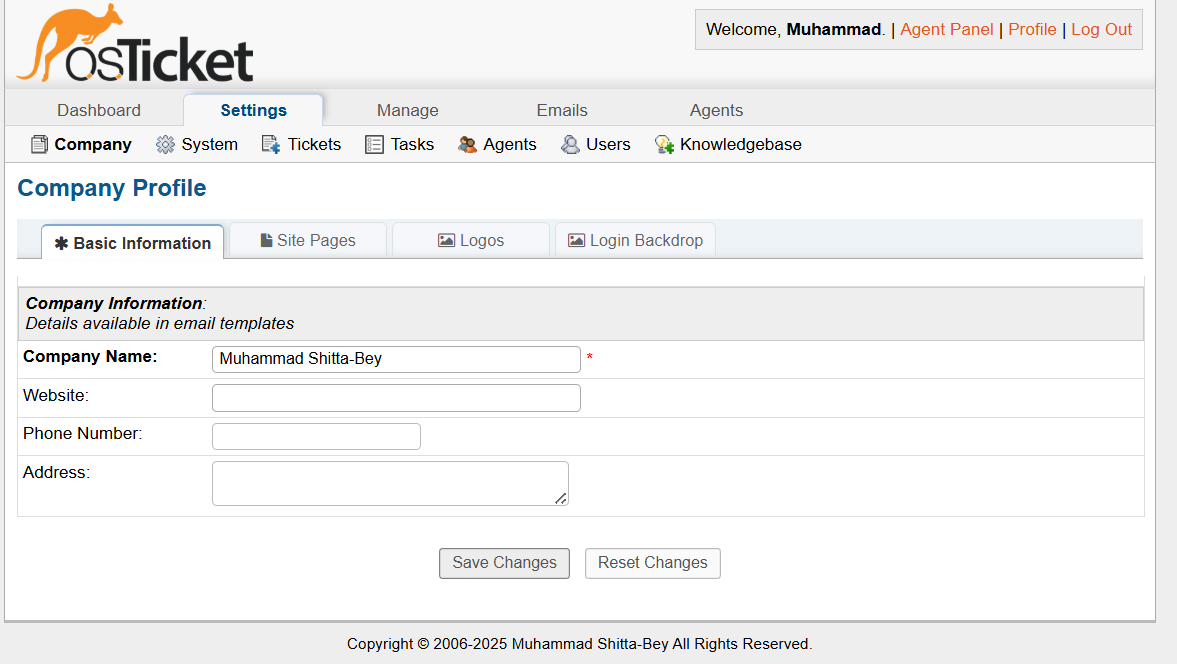 osTicket
Welcome, Muhammad. | Agent Panel | Profile | Log Out
Dashboard Settings Manage Emails Agents
Company System Tickets Tasks Agents Users Knowledgebase
Company Profile
Basic Information Site Pages Logos Login Backdrop
Company Information:
Details available in email templates
Company Name: Muhammad Shitta-Bey *
Website:
Phone Number:
Address:
Save Changes Reset Changes
Copyright © 2006-2025 Muhammad Shitta-Bey All Rights Reserved.